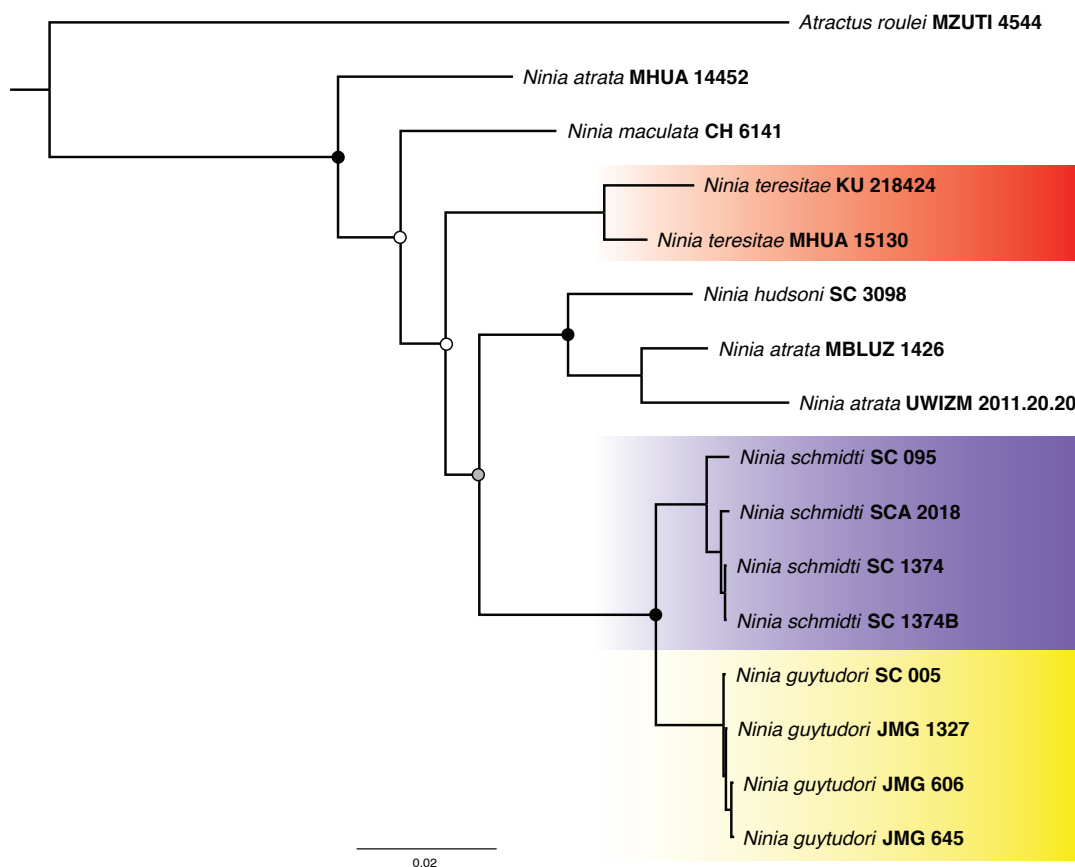 Atractus roulei MZUTI 4544
Ninia atrata MHUA 14452
Ninia maculata CH 6141
Ninia teresitae KU 218424
Ninia teresitae MHUA 15130
Ninia hudsoni SC 3098
Ninia atrata MBLUZ 1426
Ninia atrata UWIZM 2011.20.20
Ninia schmidti SC 095
Ninia schmidti SCA 2018
Ninia schmidti SC 1374
Ninia schmidti SC 1374B
Ninia guytudori SC 005
Ninia guytudori JMG 1327
Ninia guytudori JMG 606
Ninia guytudori JMG 645
0.02